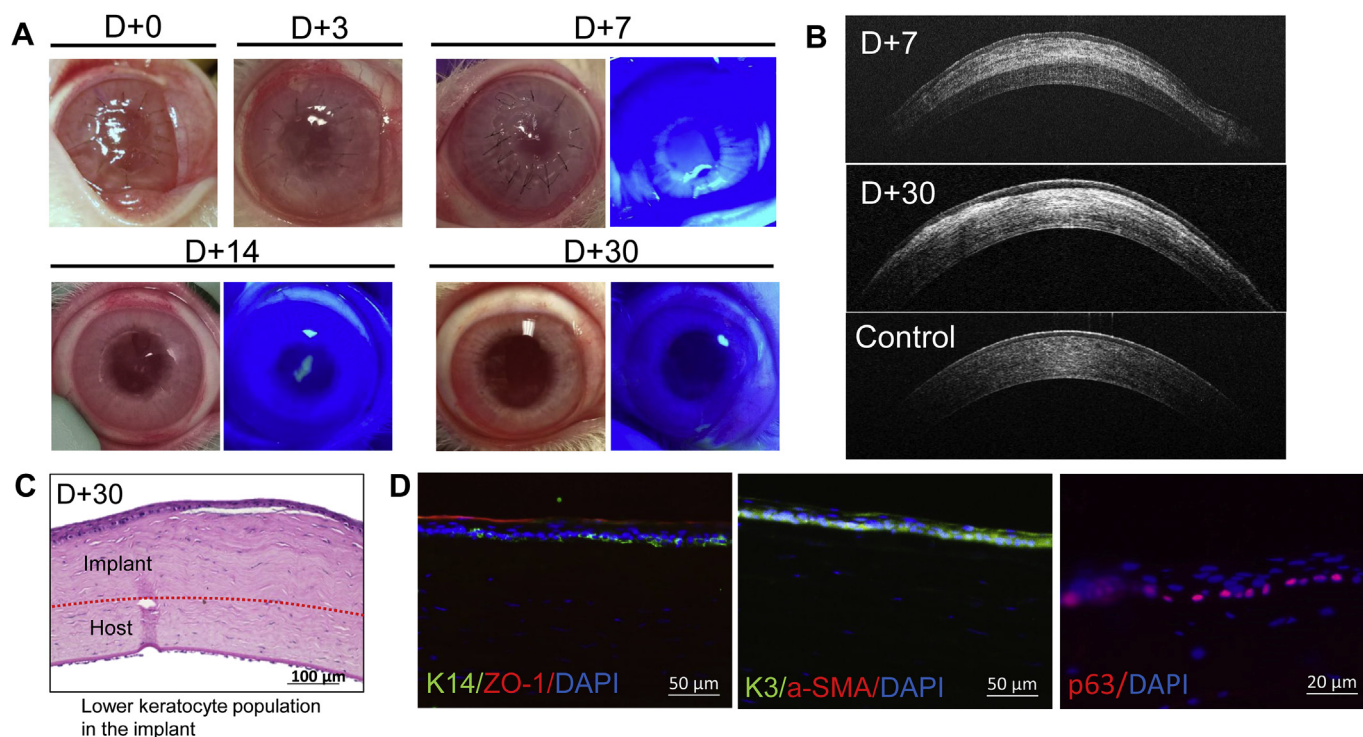 A
D+0
D+3
D+7
D+14
D+30
B
D+7
D+30
Control
C
D+30
Implant
Host
100 μm
Lower keratocyte population
in the implant
D
K14/ZO-1/DAPI
50 μm
K3/a-SMA/DAPI
50 μm
p63/DAPI
20 μm